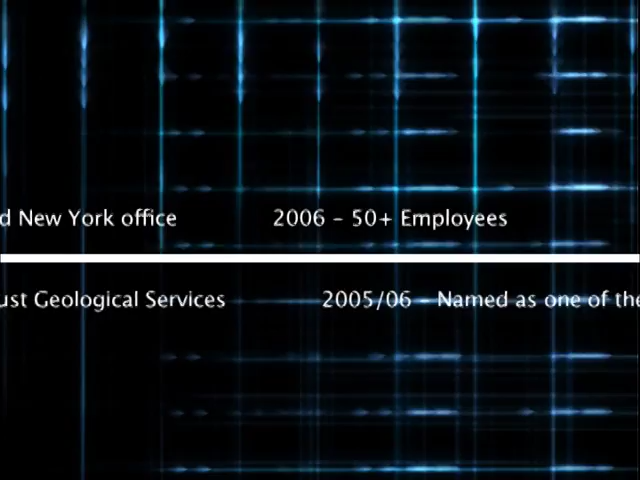 d New York office 2006 - 50+ Employees
ust Geological Services 2005/06 - Named as one of the